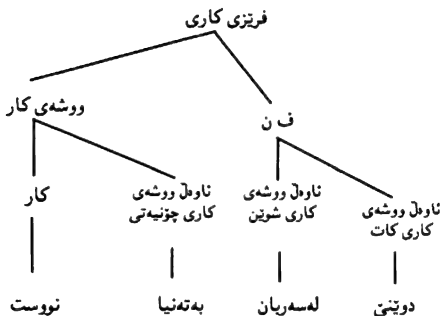 فرێزی کاری
ووشەی کار
ف ن
کار
ئاوەڵ ووشەی
کاری چۆنیەتی
ئاوەڵ ووشەی
کاری شوێن
ئاوەڵ ووشەی
کاری کات
نووست
بەتەنیا
لەسەربان
دوێنێ